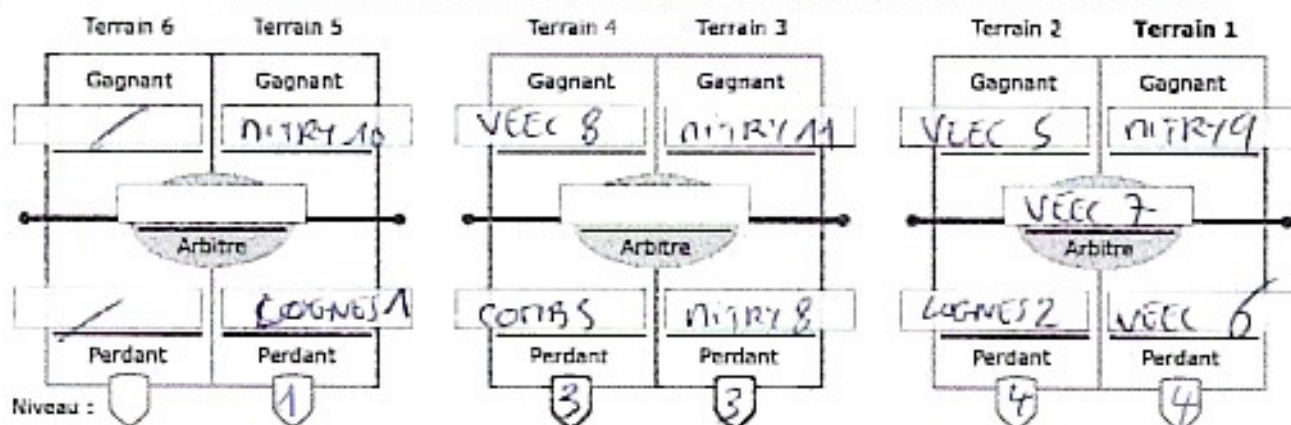 Terrain 6 Terrain 5 Terrain 4 Terrain 3 Terrain 2 Terrain 1
Gagnant Gagnant Gagnant Gagnant Gagnant Gagnant
MITRY 10 VEEC 8 MITRY 11 VEEC 5 MITRY 9
VEEC 7
Arbitre Arbitre Arbitre
LOGNES 1 COMBS MITRY 8 LOGNES 2 VEEC 6
Perdant Perdant Perdant Perdant Perdant Perdant
Niveau : 1 3 3 4 4